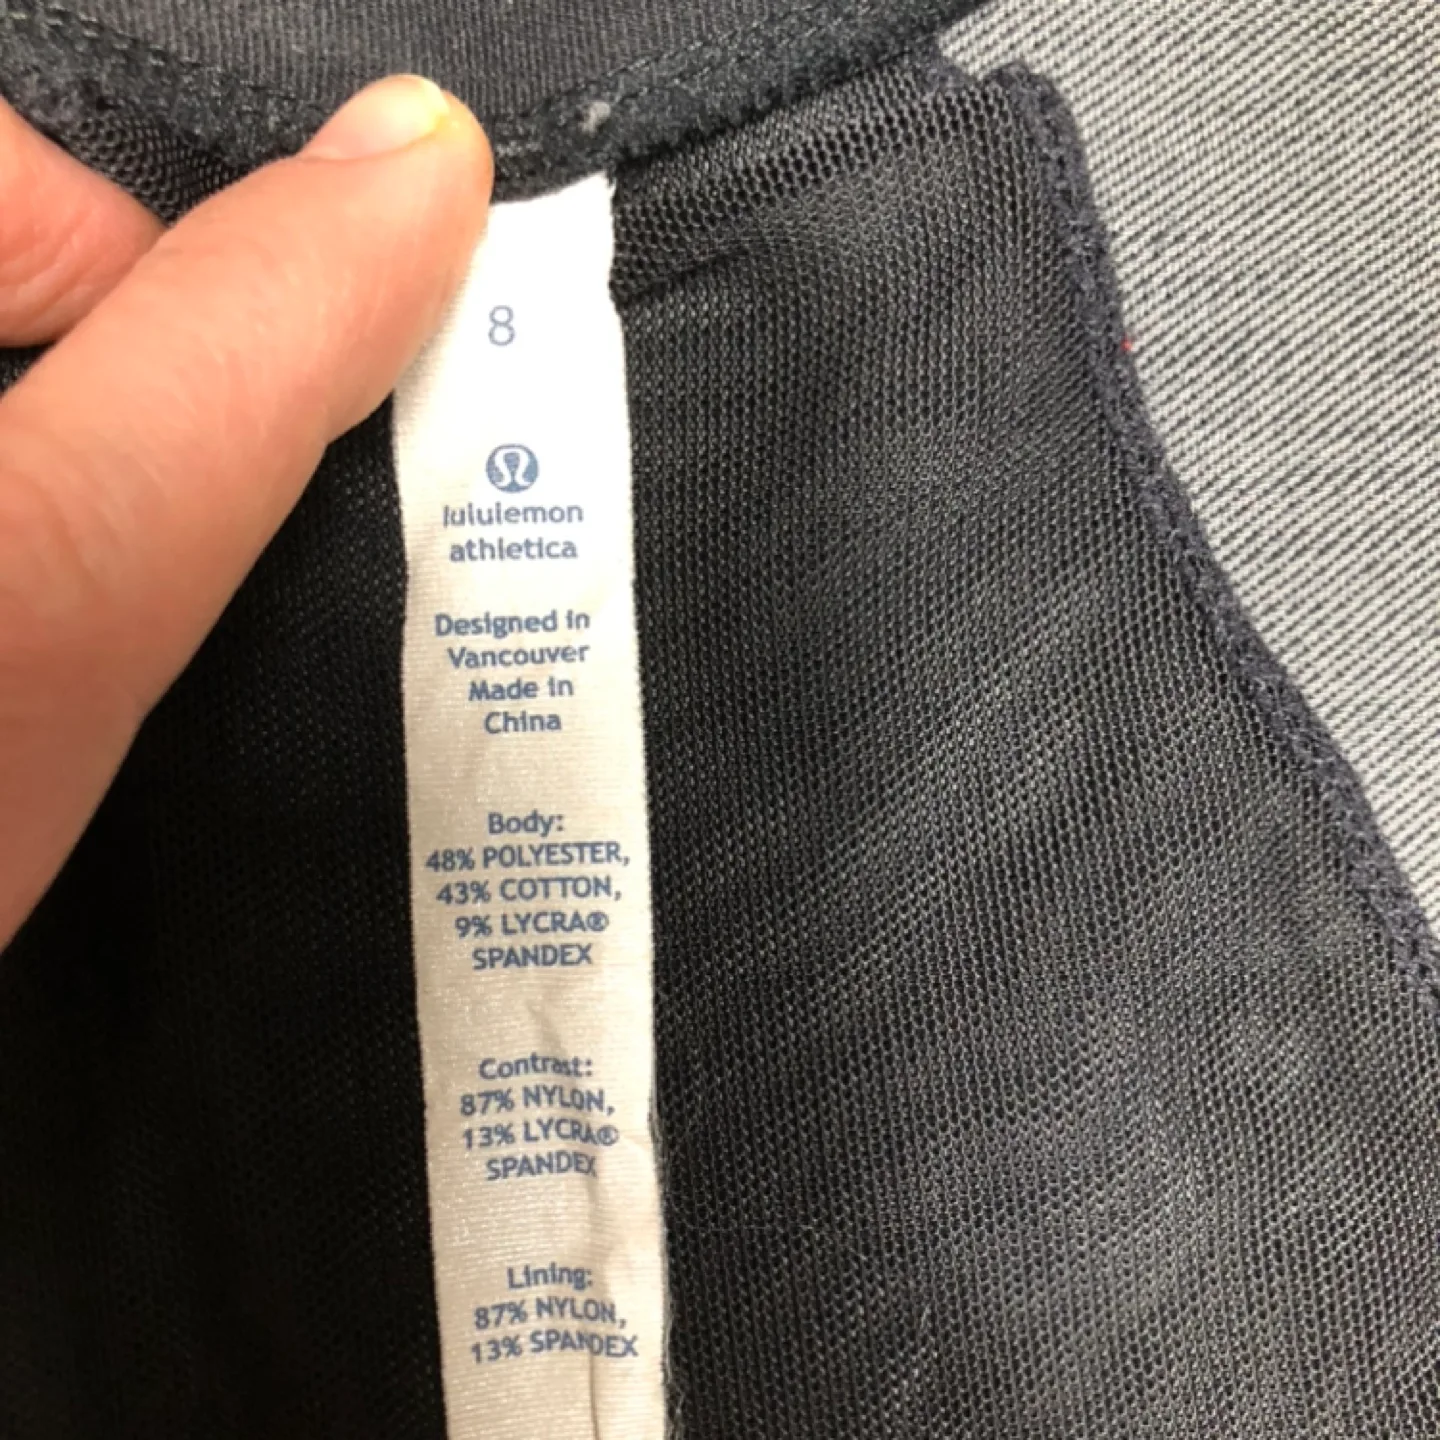 8
lululemon
athletica
Designed in
Vancouver
Made in
China
Body:
48% POLYESTER,
43% COTTON,
9% LYCRA®
SPANDEX
Contrast:
87% NYLON,
13% LYCRA®
SPANDEX
Lining:
87% NYLON,
13% SPANDEX